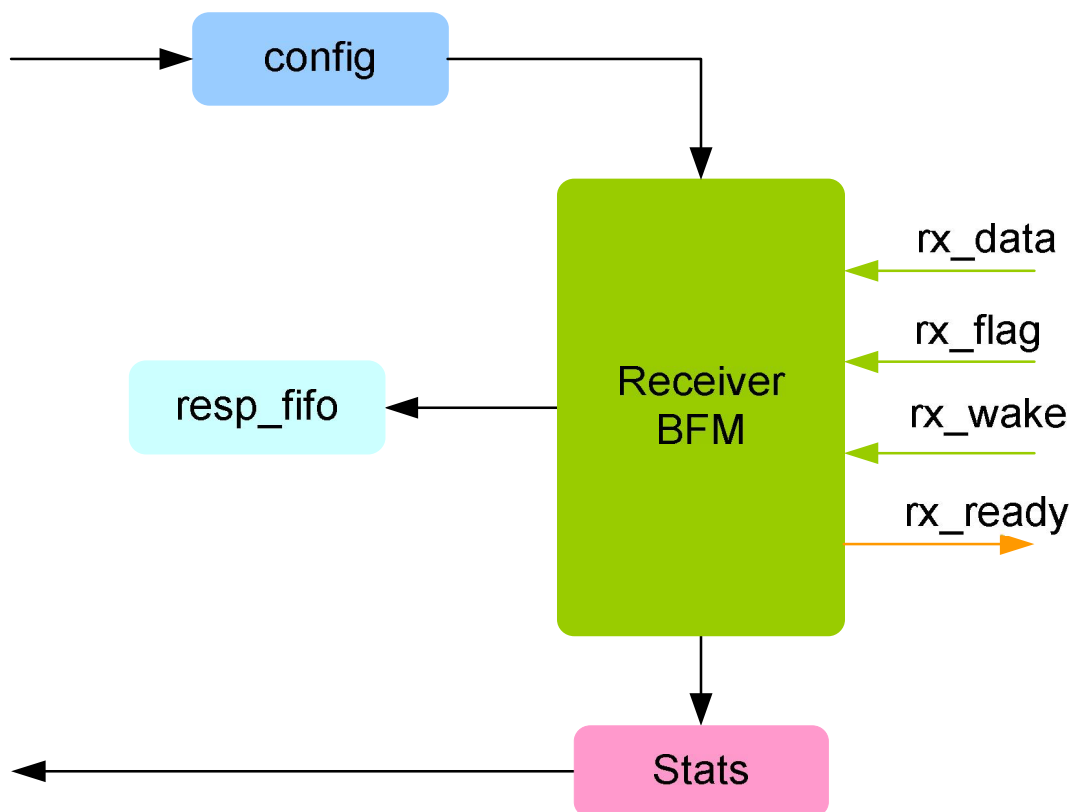 config
rx_data
rx_flag
Receiver
BFM
resp_fifo
rx_wake
rx_ready
Stats